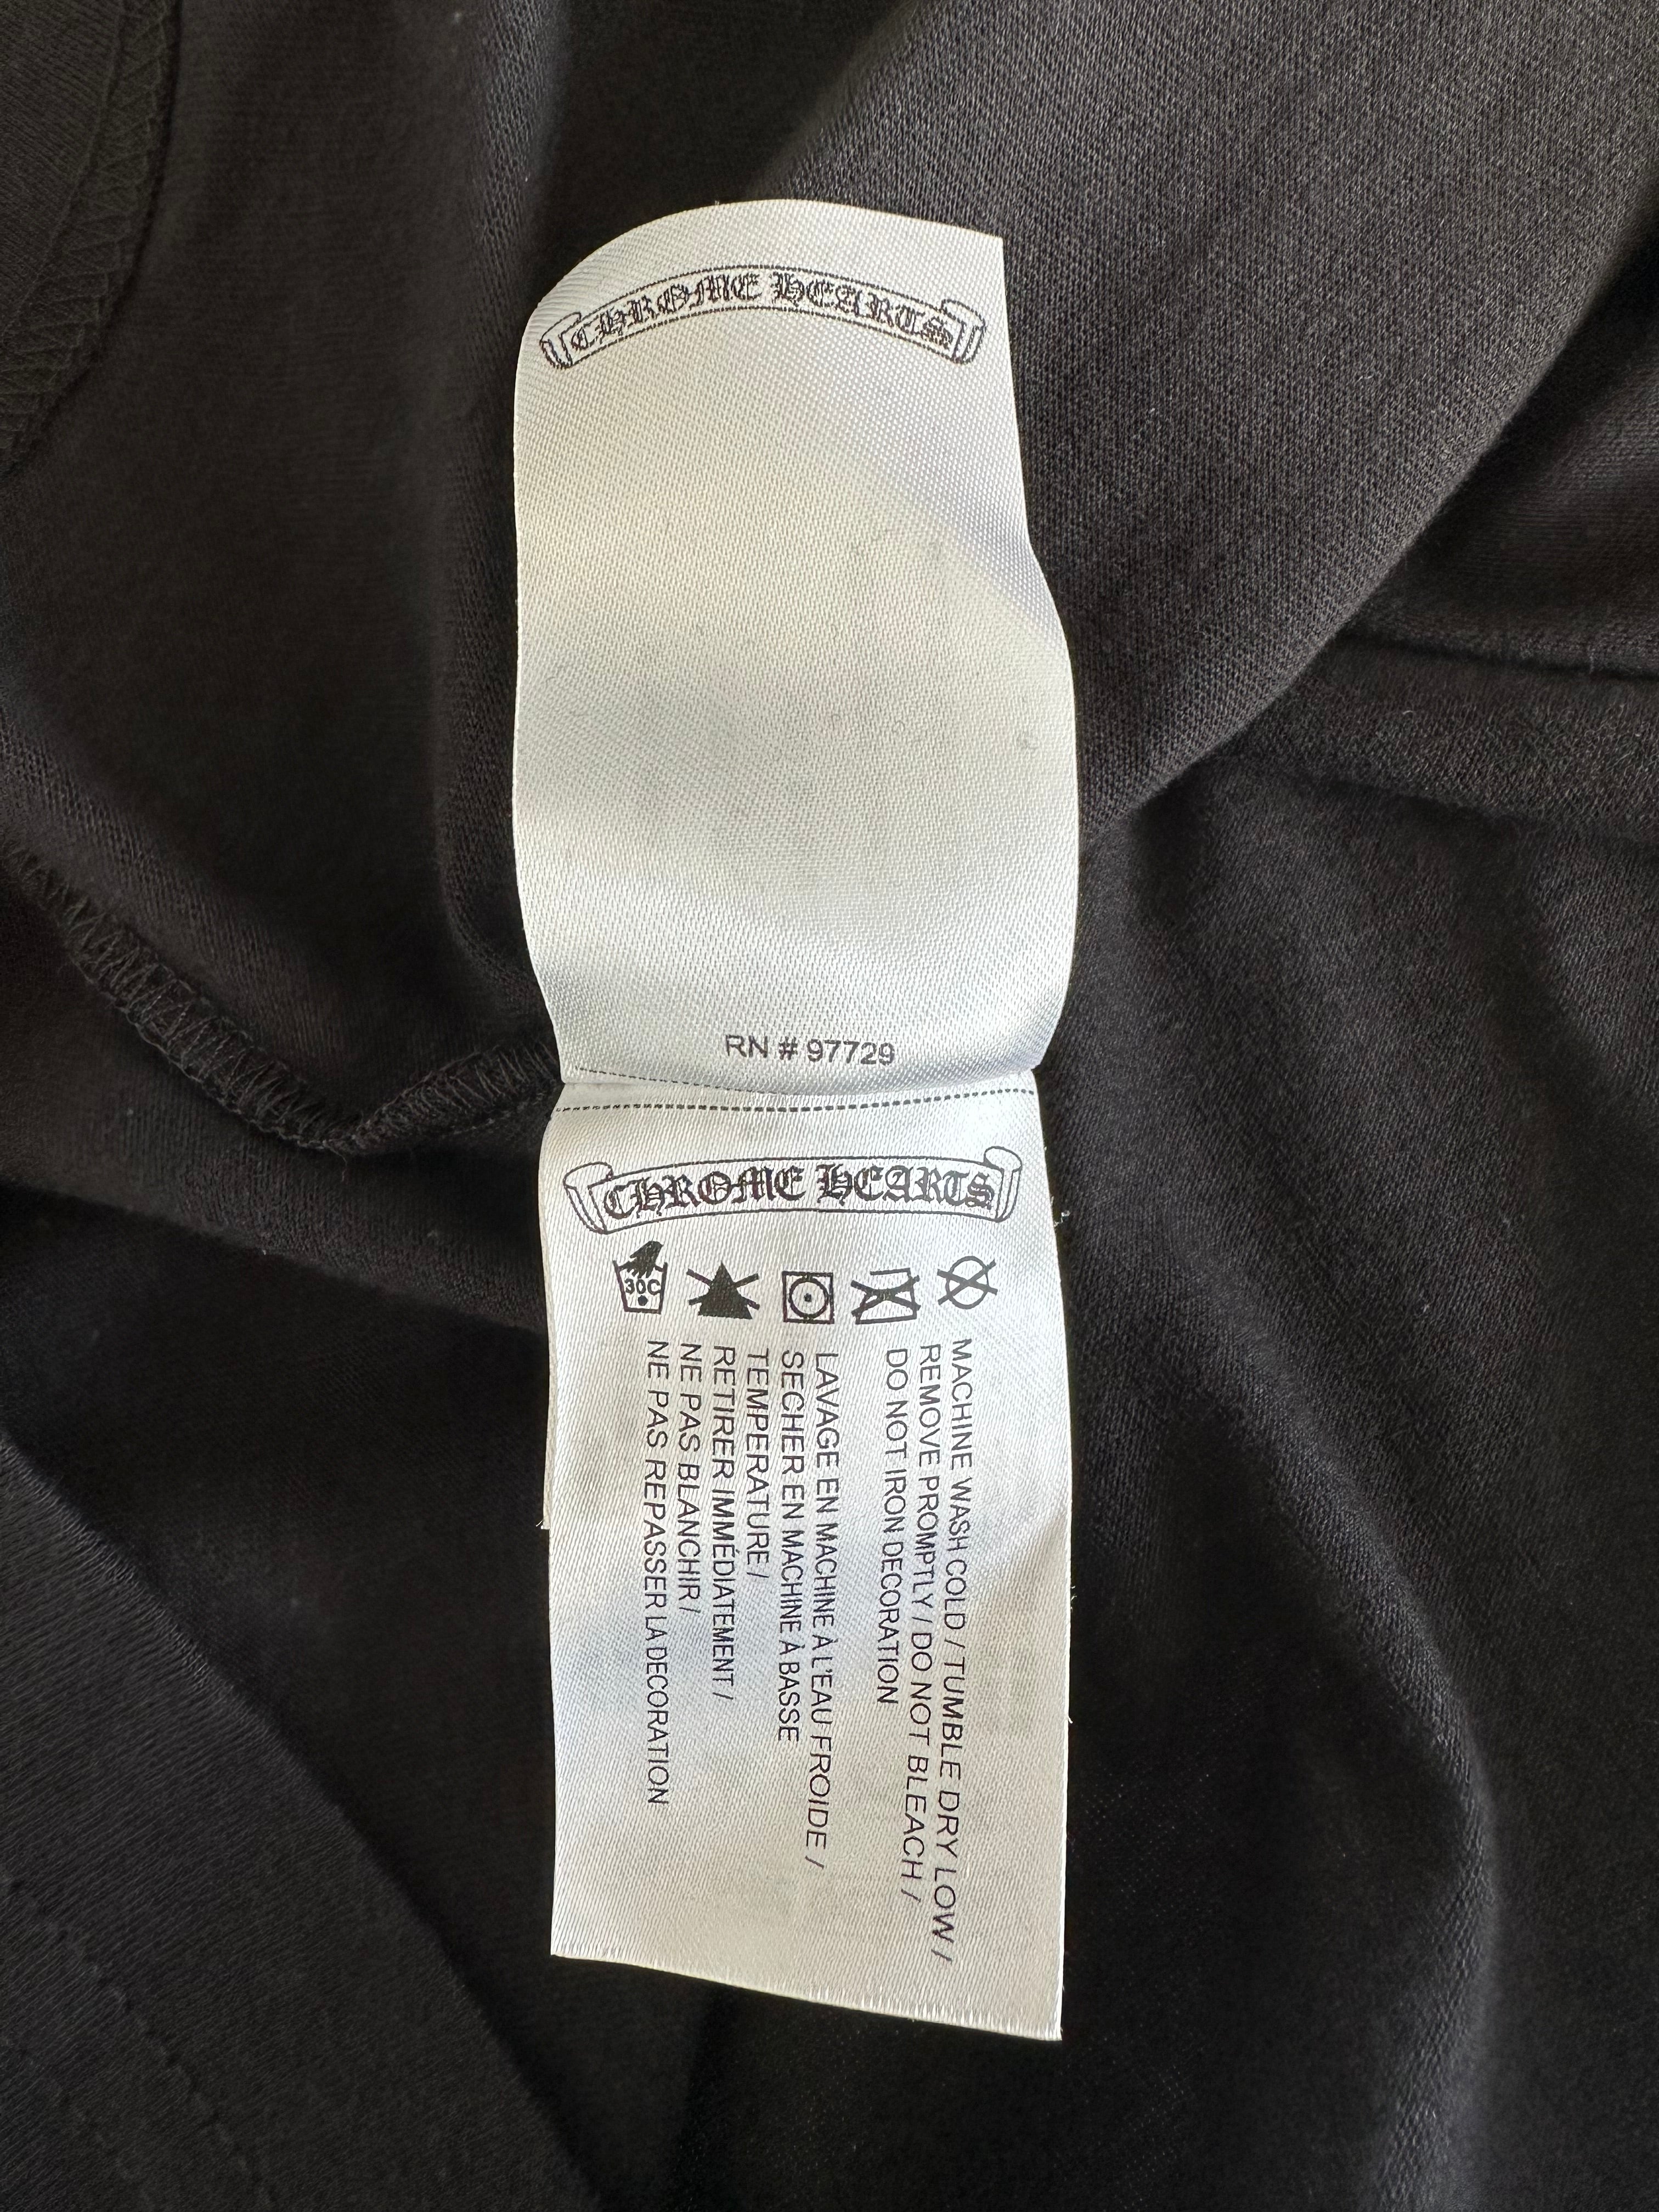 CHROME HEARTS
RN # 97729
CHROME HEARTS
30C
MACHINE WASH COLD / TUMBLE DRY LOW /
REMOVE PROMPTLY / DO NOT BLEACH /
DO NOT IRON DECORATION
LAVAGE EN MACHINE À L'EAU FROIDE /
SECHER EN MACHINE À BASSE
TEMPERATURE /
RETIRER IMMÉDIATEMENT /
NE PAS BLANCHIR /
NE PAS REPASSER LA DECORATION